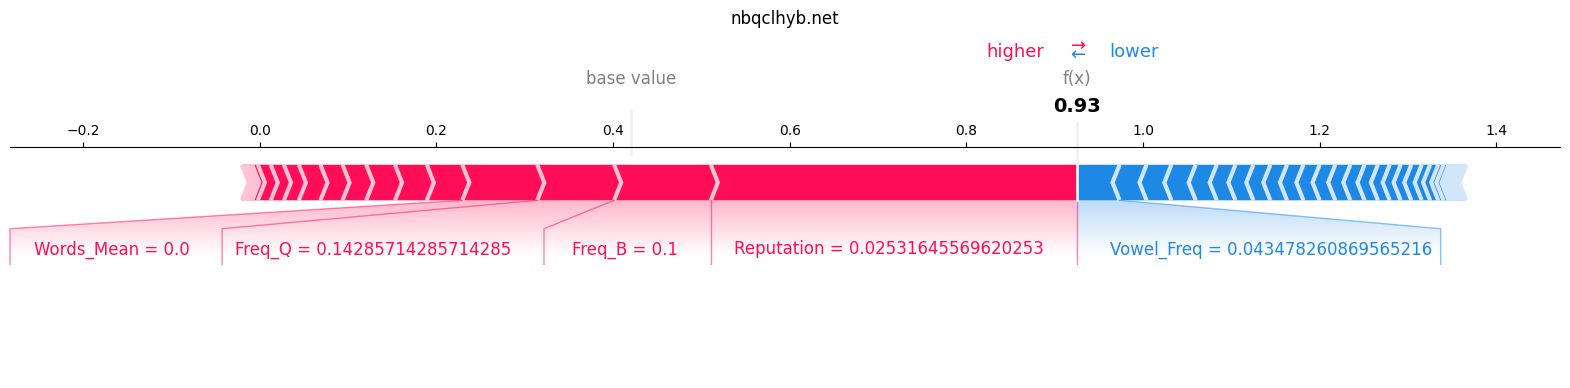 nbqclhyb.net
higher ⇄ lower
base value f(x)
0.93
−0.2 0.0 0.2 0.4 0.6 0.8 1.0 1.2 1.4
Words_Mean = 0.0 Freq_Q = 0.14285714285714285 Freq_B = 0.1 Reputation = 0.02531645569620253 Vowel_Freq = 0.043478260869565216